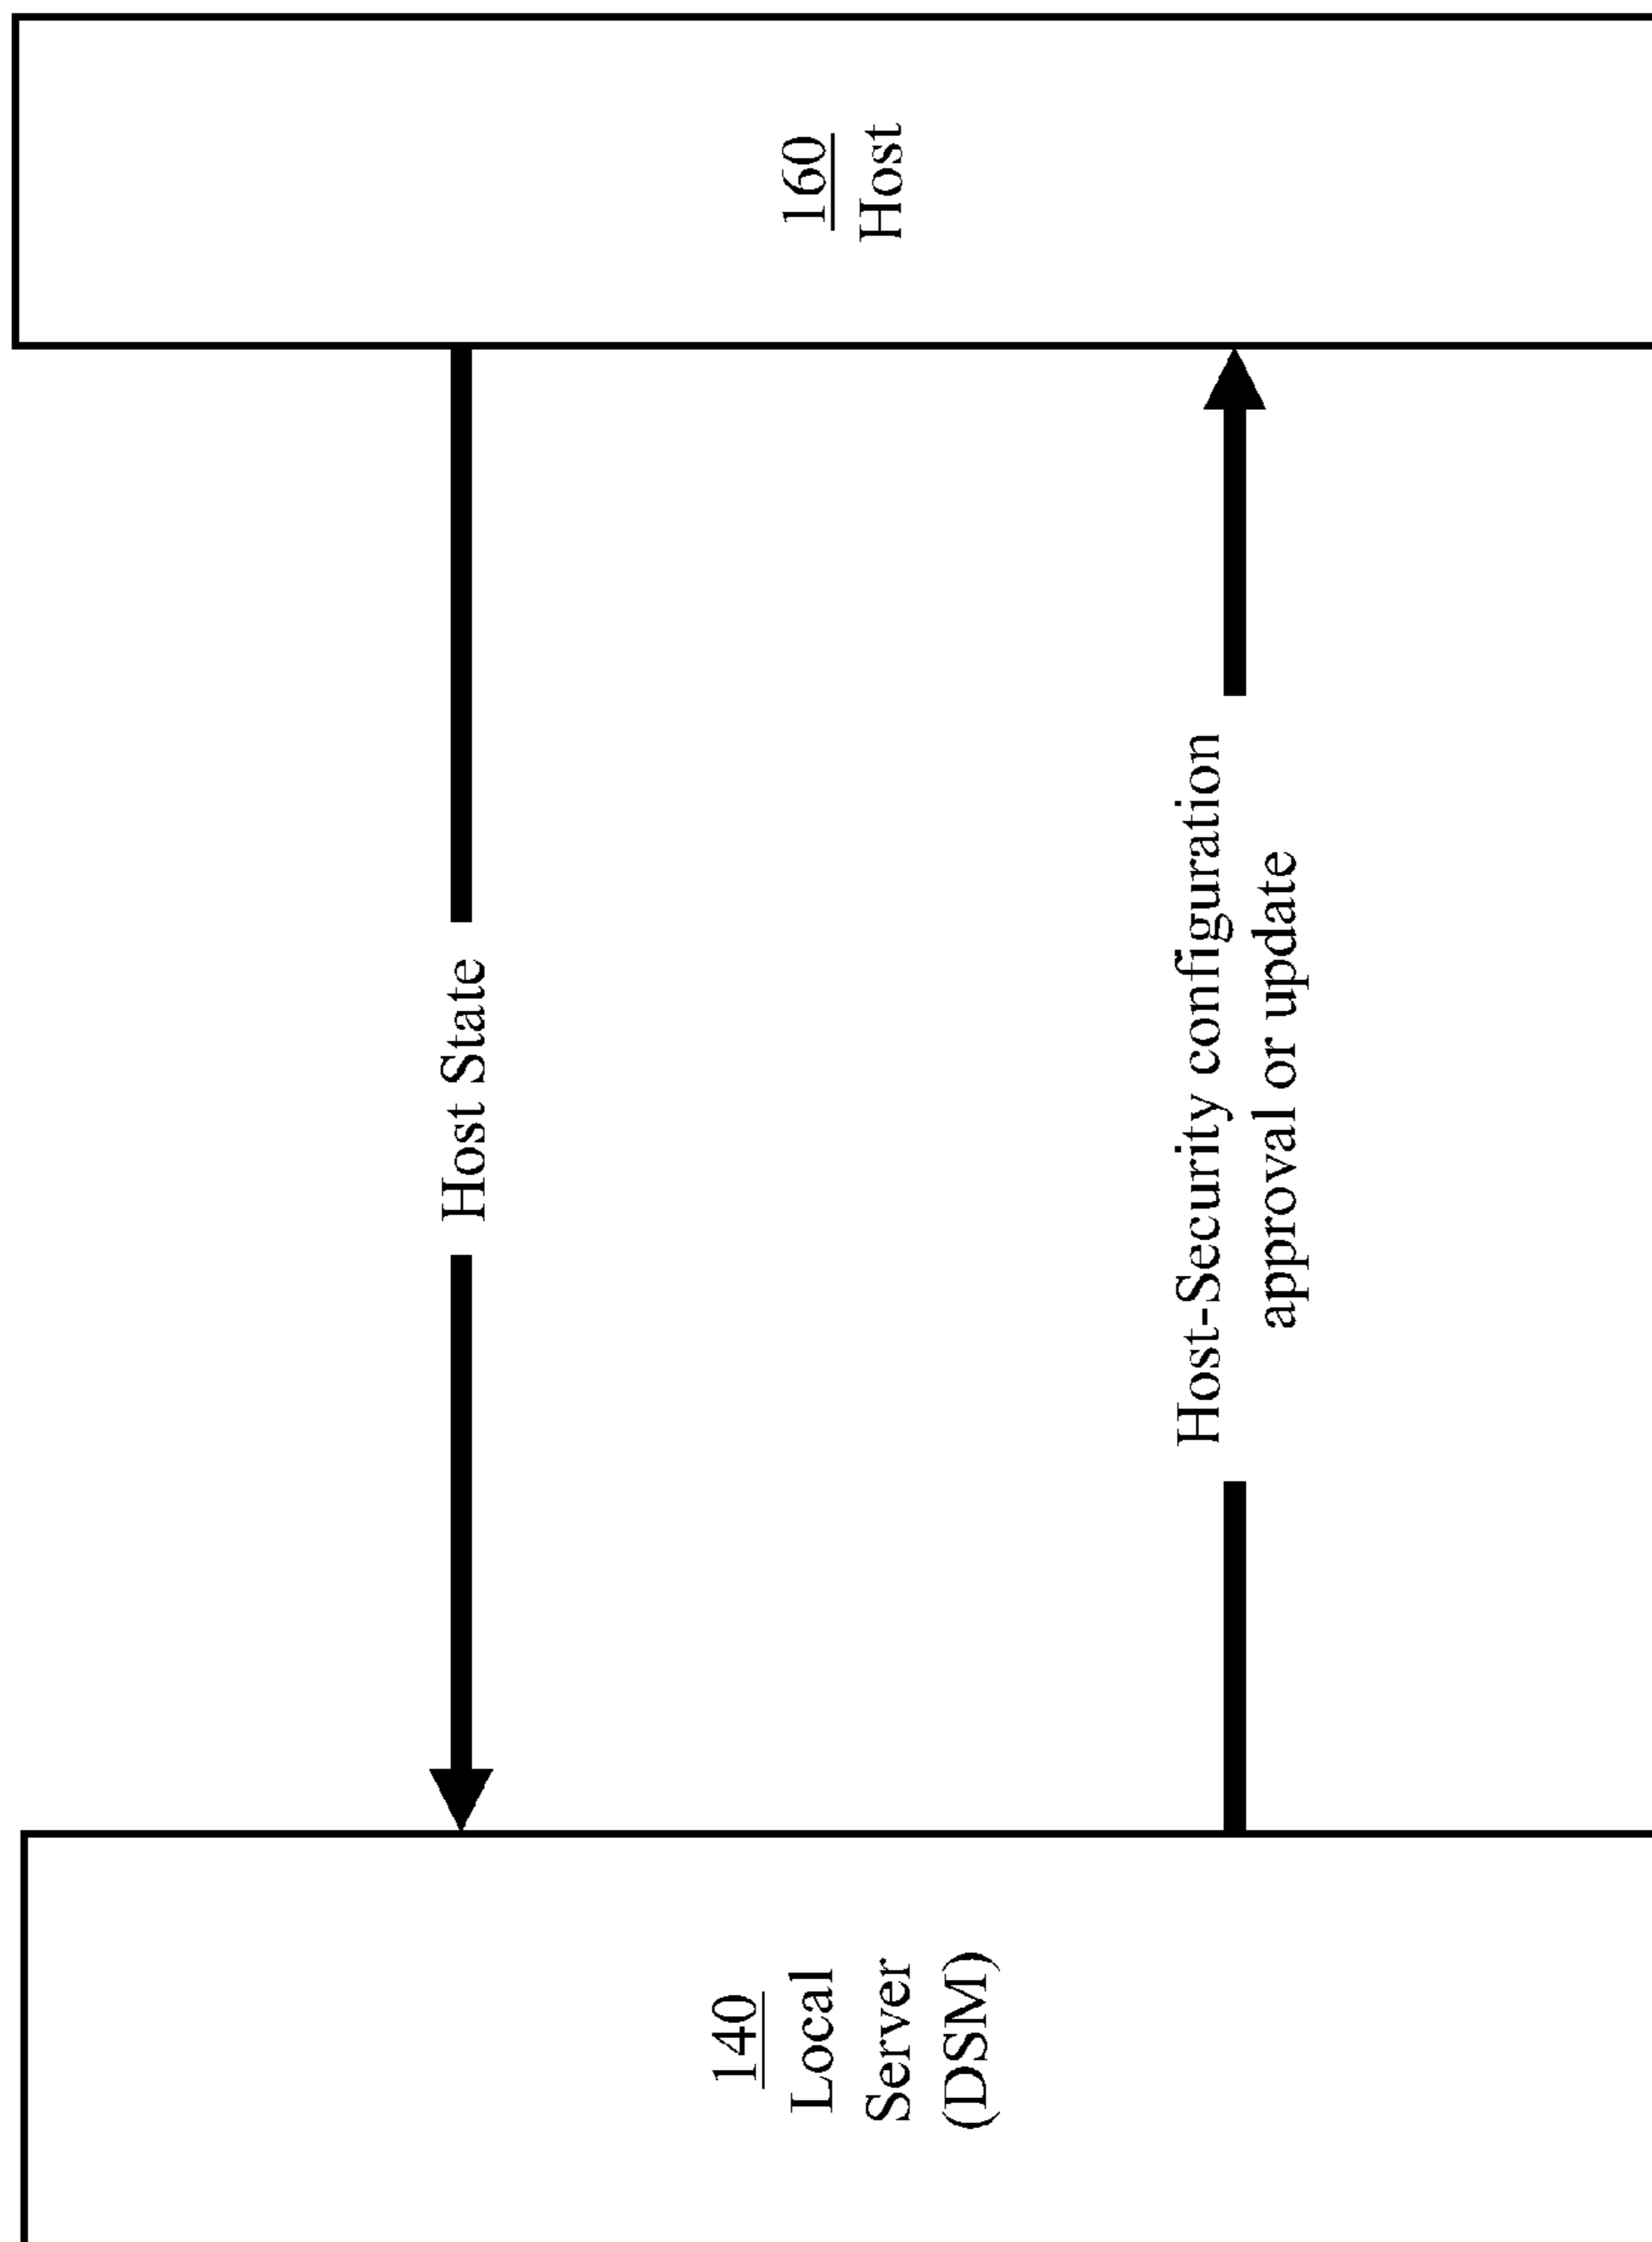 140
Local
Server
(DSM)
Host State
Host-Security configuration
approval or update
160
Host